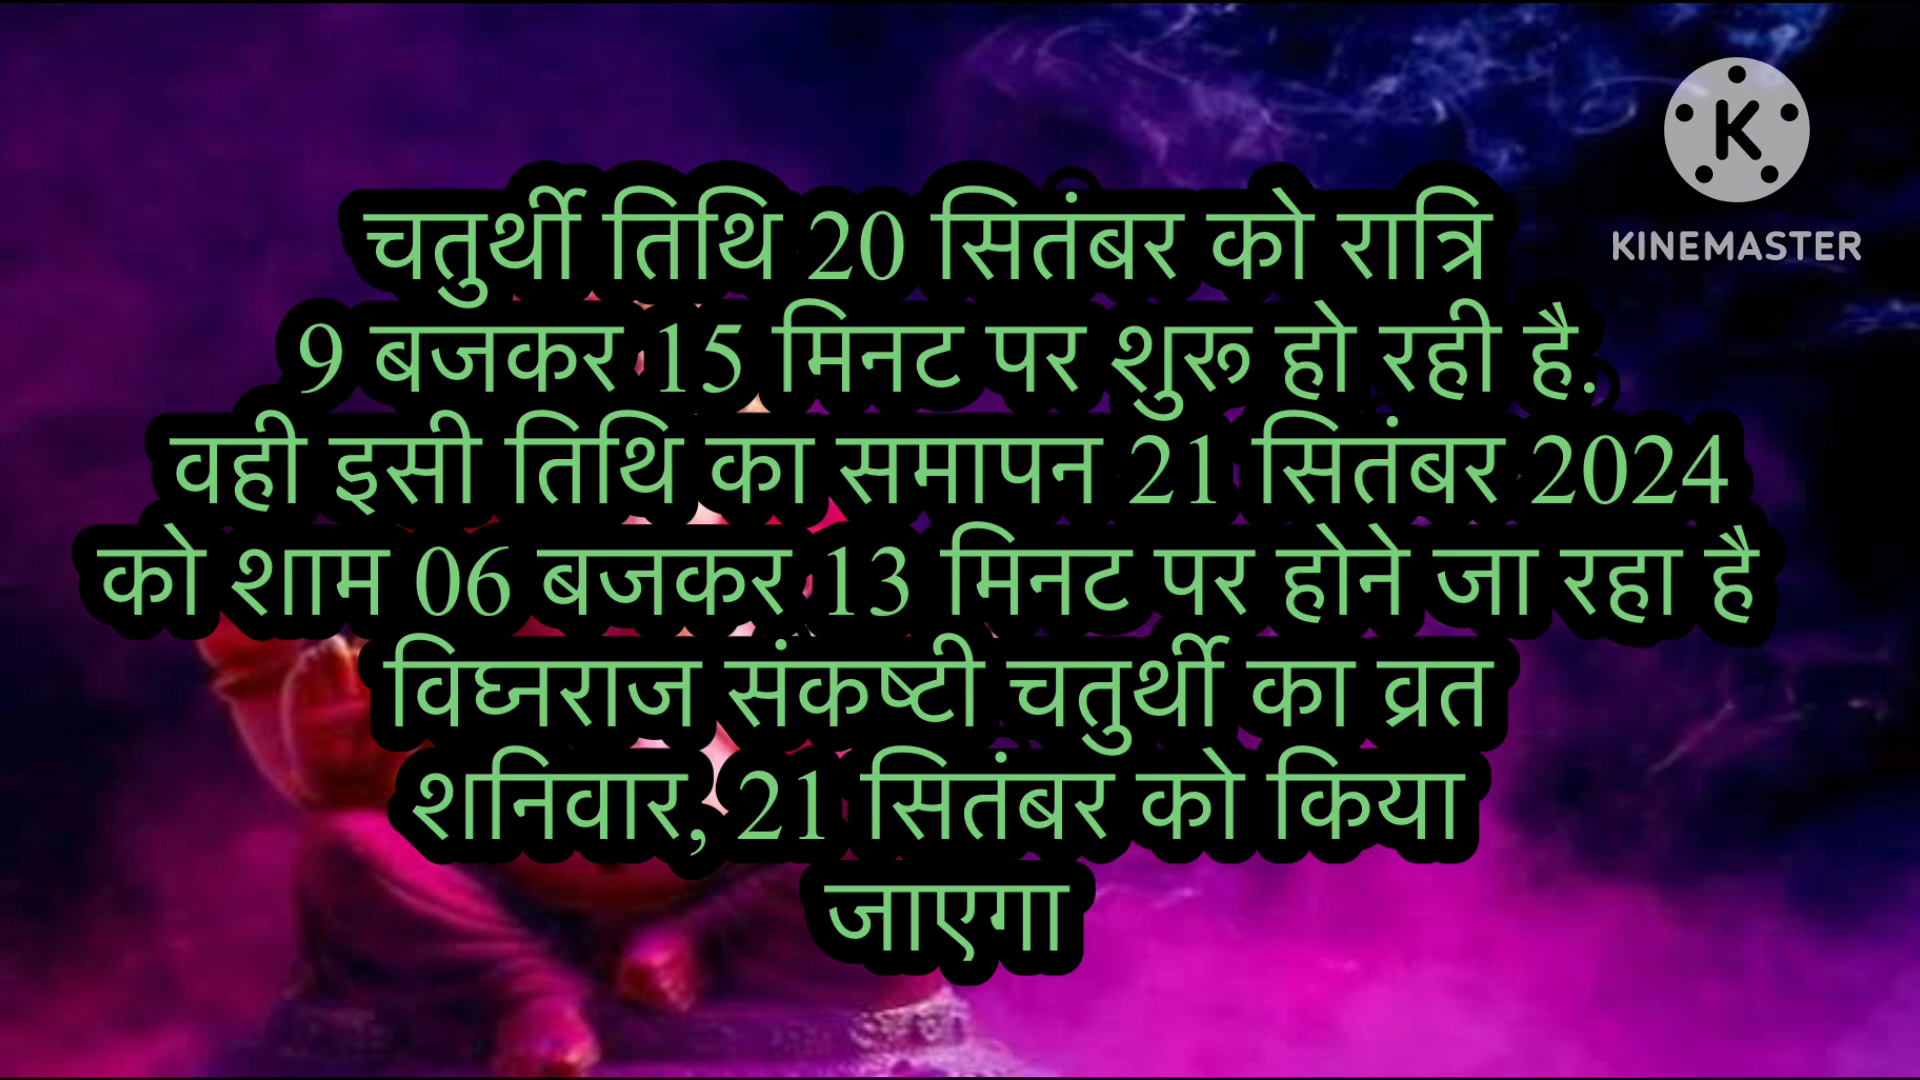 KINEMASTER
चतुर्थी तिथि 20 सितंबर को रात्रि
9 बजकर 15 मिनट पर शुरू हो रही है.
वही इसी तिथि का समापन 21 सितंबर 2024
को शाम 06 बजकर 13 मिनट पर होने जा रहा है
विघ्नराज संकष्टी चतुर्थी का व्रत
शनिवार, 21 सितंबर को किया
जाएगा